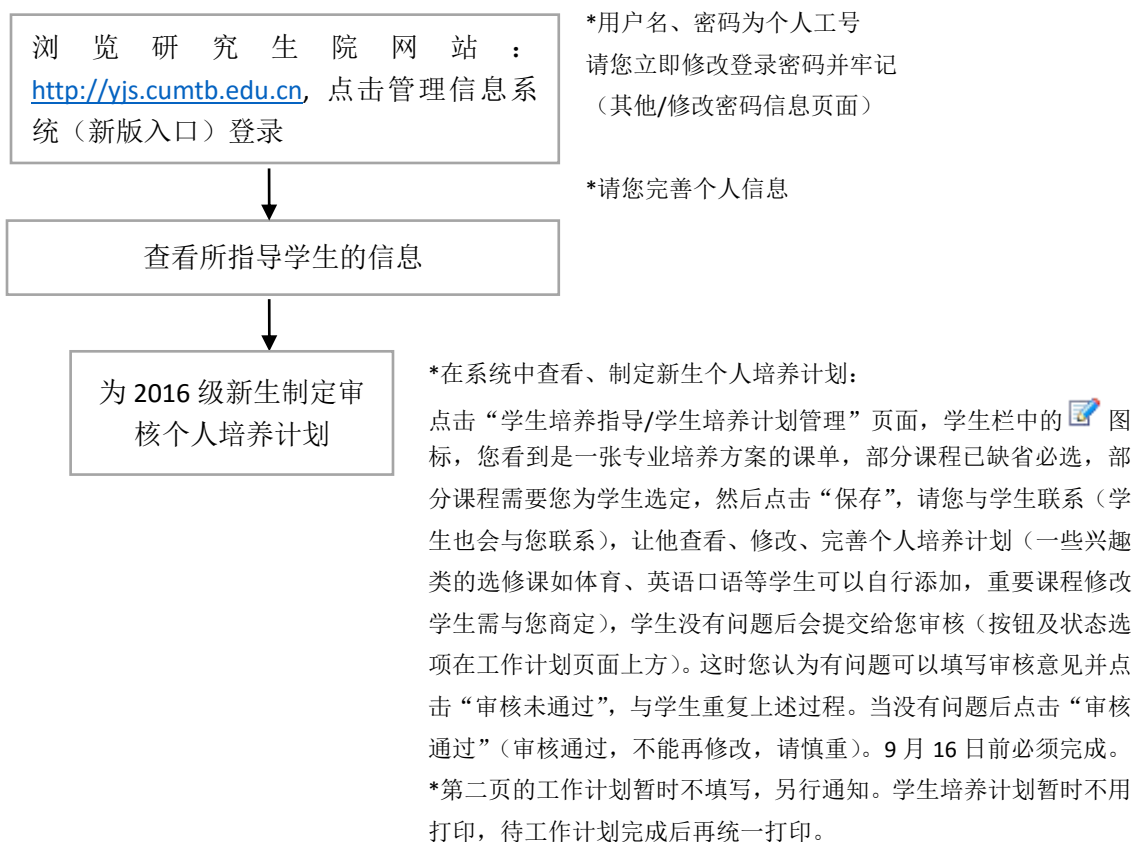 浏览研究生院网站：
http://yjs.cumtb.edu.cn, 点击管理信息系
统（新版入口）登录
*用户名、密码为个人工号
请您立即修改登录密码并牢记
（其他/修改密码信息页面）
*请您完善个人信息
查看所指导学生的信息
为 2016 级新生制定审
核个人培养计划
*在系统中查看、制定新生个人培养计划：
点击“学生培养指导/学生培养计划管理”页面，学生栏中的 图
标，您看到是一张专业培养方案的课单，部分课程已缺省必选，部
分课程需要您为学生选定，然后点击“保存”，请您与学生联系（学
生也会与您联系），让他查看、修改、完善个人培养计划（一些兴趣
类的选修课如体育、英语口语等学生可以自行添加，重要课程修改
学生需与您商定），学生没有问题后会提交给您审核（按钮及状态选
项在工作计划页面上方）。这时您认为有问题可以填写审核意见并点
击“审核未通过”，与学生重复上述过程。当没有问题后点击“审核
通过”（审核通过，不能再修改，请慎重）。9 月 16 日前必须完成。
*第二页的工作计划暂时不填写，另行通知。学生培养计划暂时不用
打印，待工作计划完成后再统一打印。